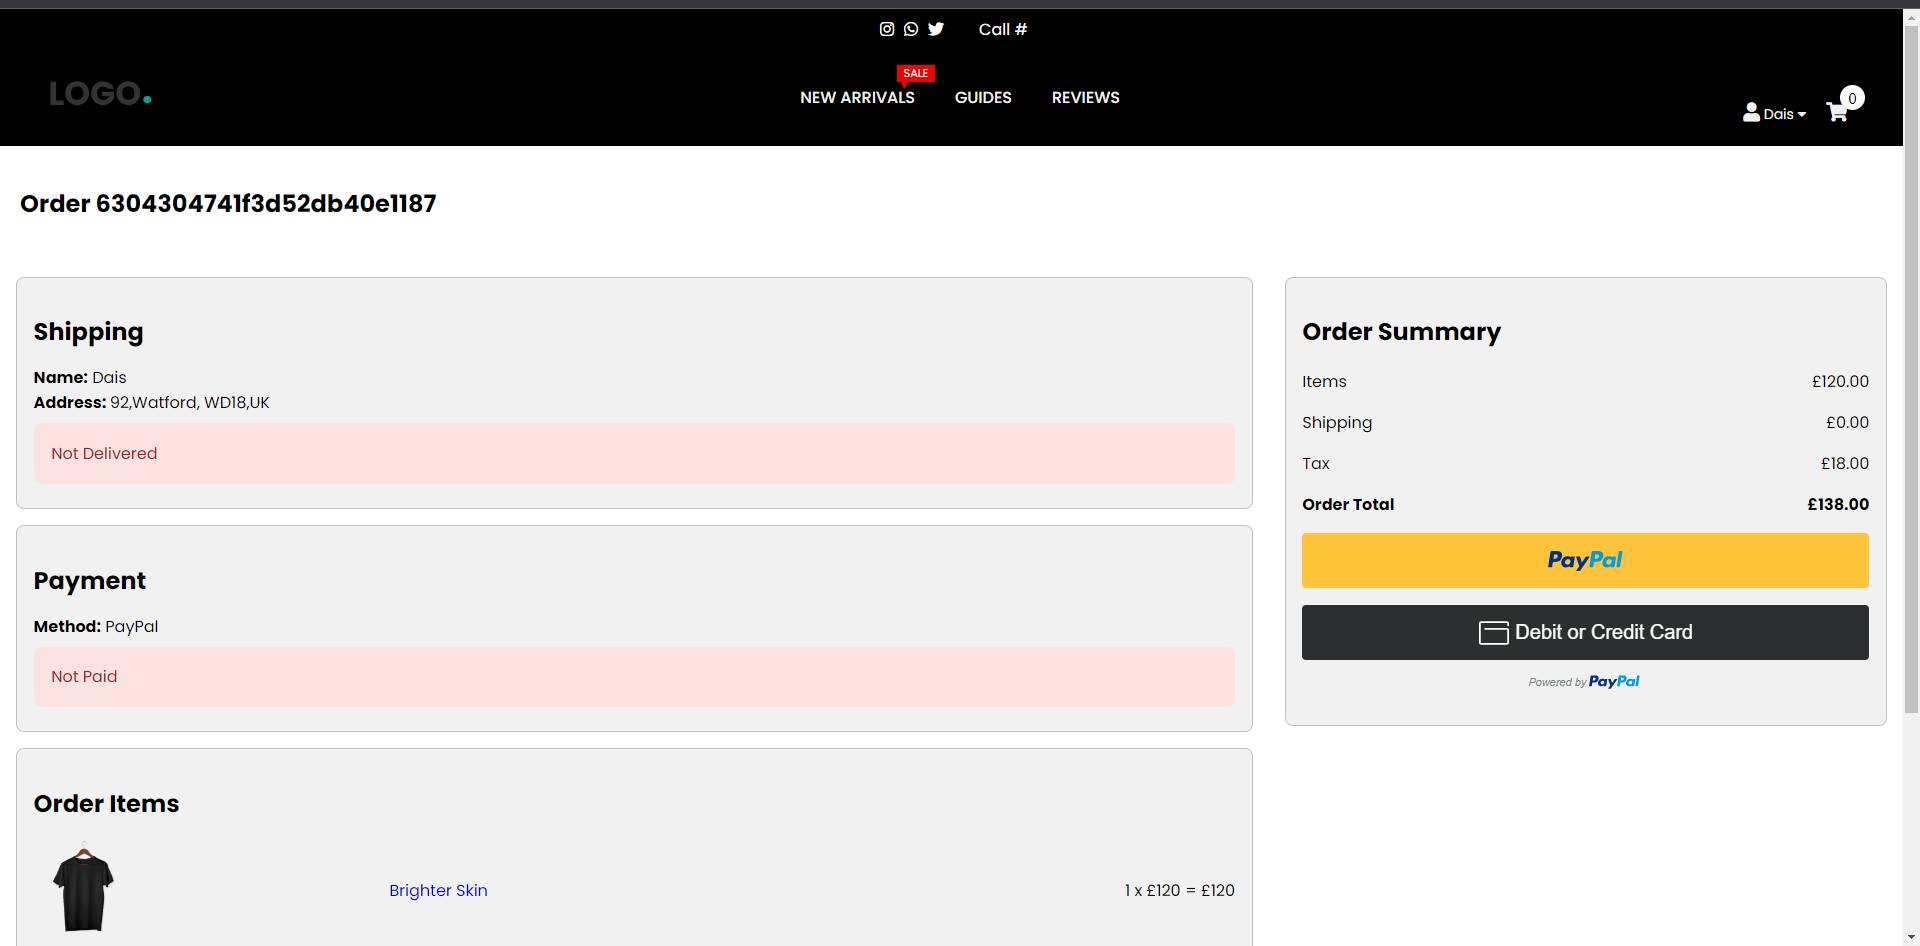 Call #
LOGO.
SALE
NEW ARRIVALS
GUIDES
REVIEWS
Dais
0
Order 6304304741f3d52db40e1187
Shipping
Name: Dais
Address: 92,Watford, WD18,UK
Not Delivered
Payment
Method: PayPal
Not Paid
Order Items
Brighter Skin
1 x £120 = £120
Order Summary
Items £120.00
Shipping £0.00
Tax £18.00
Order Total £138.00
PayPal
Debit or Credit Card
Powered by PayPal